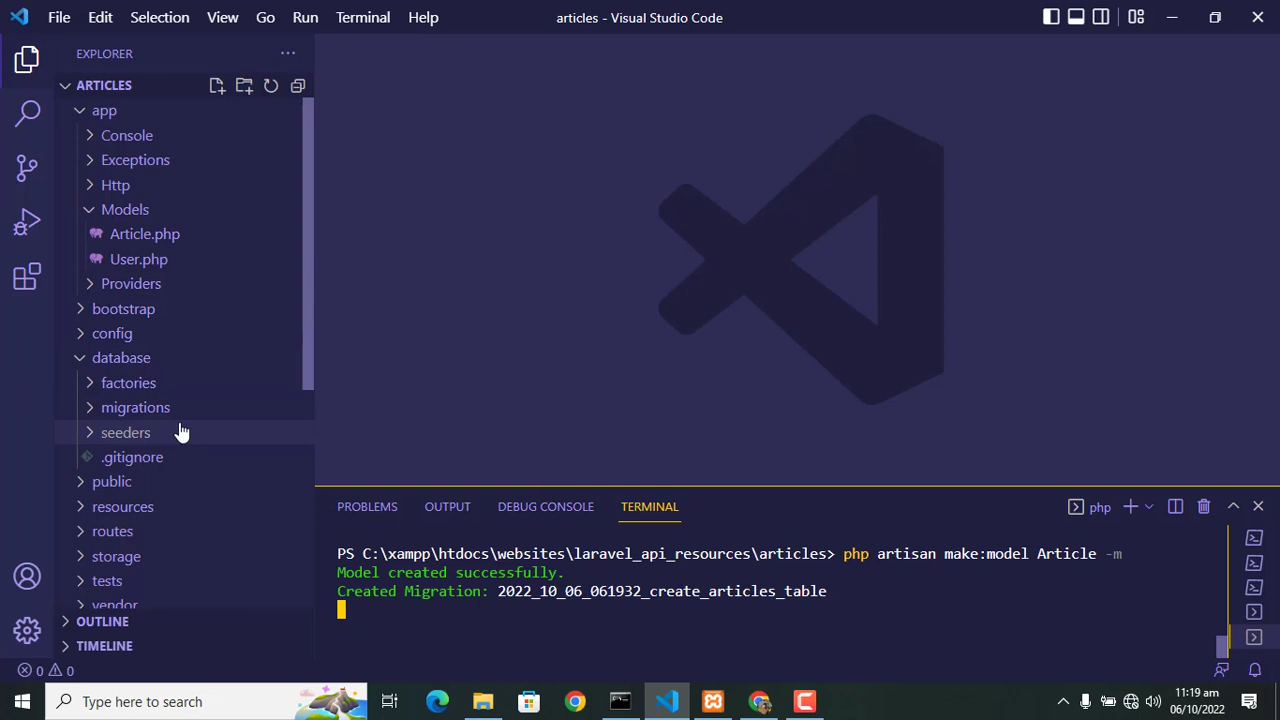 File Edit Selection View Go Run Terminal Help
articles - Visual Studio Code
EXPLORER
ARTICLES
app
Console
Exceptions
Http
Models
Article.php
User.php
Providers
bootstrap
config
database
factories
migrations
seeders
.gitignore
public
resources
routes
storage
tests
vendor
OUTLINE
TIMELINE
PROBLEMS OUTPUT DEBUG CONSOLE TERMINAL
php
PS C:\xampp\htdocs\websites\laravel_api_resources\articles> php artisan make:model Article -m
Model created successfully.
Created Migration: 2022_10_06_061932_create_articles_table
0 0
Type here to search
11:19 am
06/10/2022